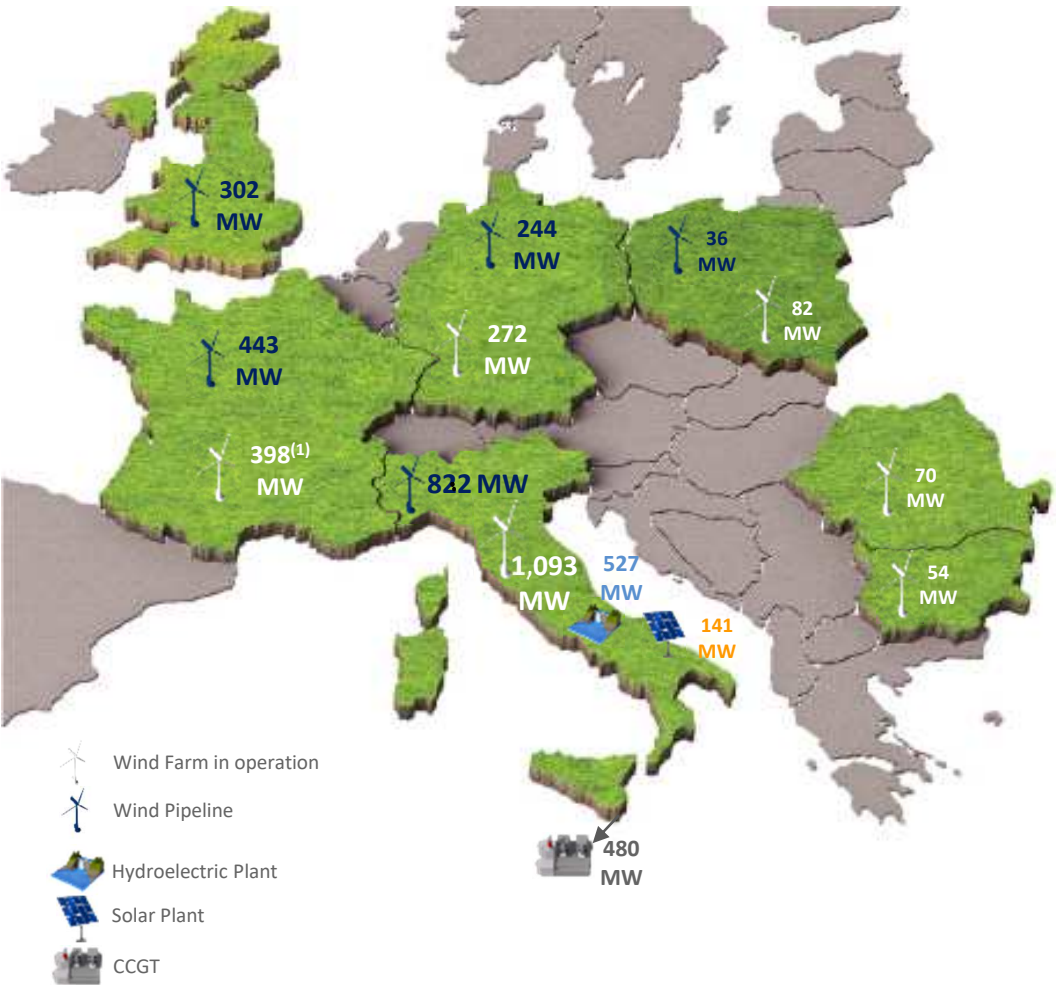 302
MW
244
MW
36
MW
82
MW
443
MW
272
MW
398(1)
MW
822 MW
70
MW
1,093
MW
527
MW
54
MW
141
MW
480
MW
Wind Farm in operation
Wind Pipeline
Hydroelectric Plant
Solar Plant
CCGT